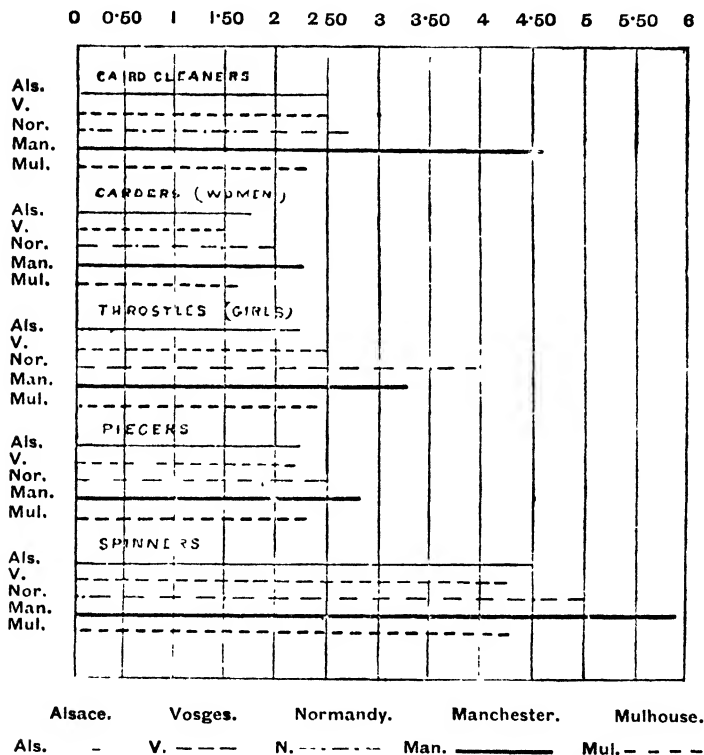 0 0·50 1 1·50 2 2 50 3 3·50 4 4·50 5 5·50 6
CAIRD CLEANERS
Als.
V.
Nor.
Man.
Mul.
CARDERS (WOMEN)
Als.
V.
Nor.
Man.
Mul.
THROSTLES (GIRLS)
Als.
V.
Nor.
Man.
Mul.
PIECERS
Als.
V.
Nor.
Man.
Mul.
SPINNERS
Als.
V.
Nor.
Man.
Mul.
Alsace. Vosges. Normandy. Manchester. Mulhouse.
Als. V. N. Man. Mul.